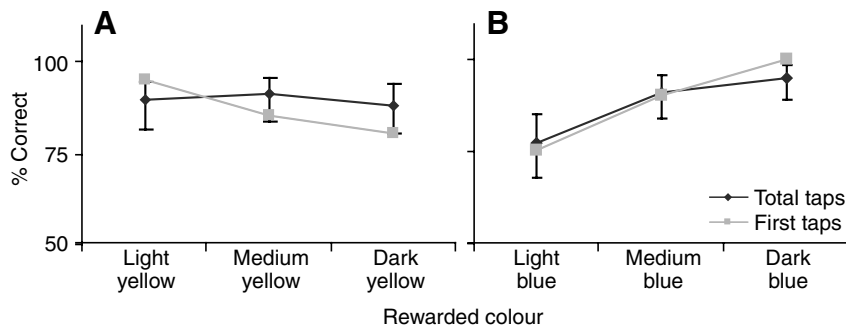 A
B
100
75
50
% Correct
Total taps
First taps
Light yellow
Medium yellow
Dark yellow
Light blue
Medium blue
Dark blue
Rewarded colour